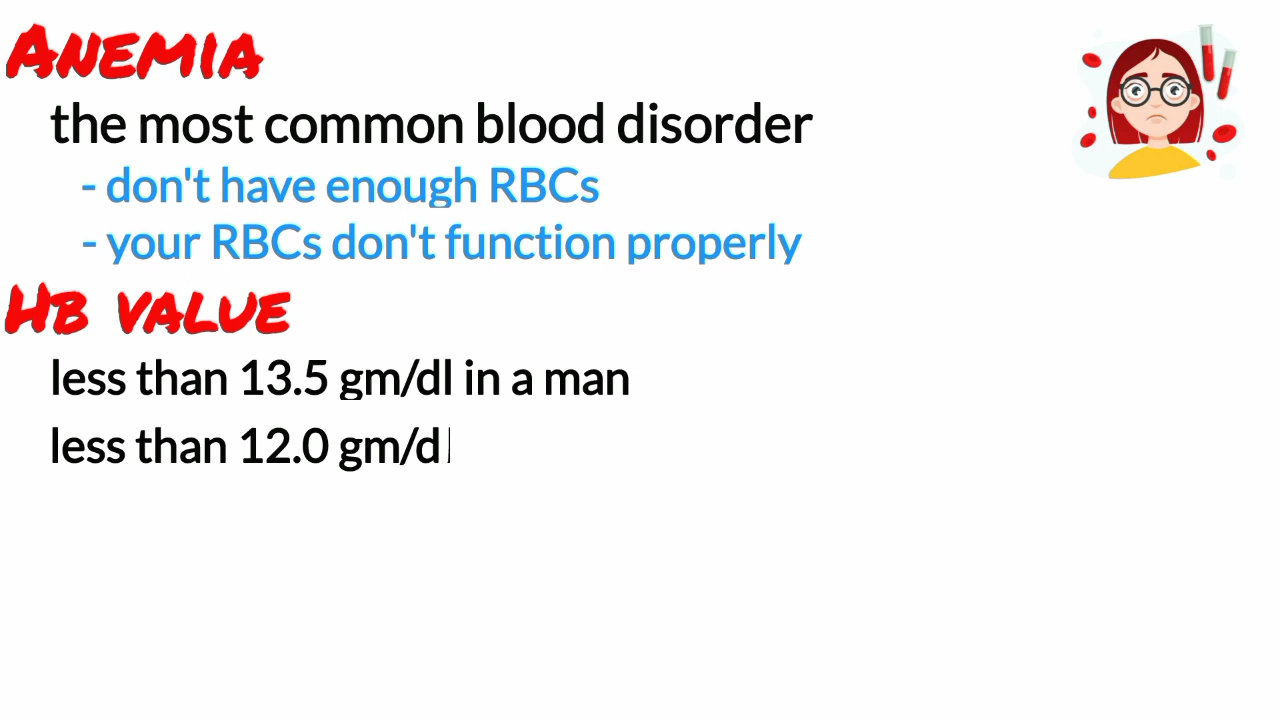 Anemia
the most common blood disorder
- don't have enough RBCs
- your RBCs don't function properly
Hb value
less than 13.5 gm/dl in a man
less than 12.0 gm/dl